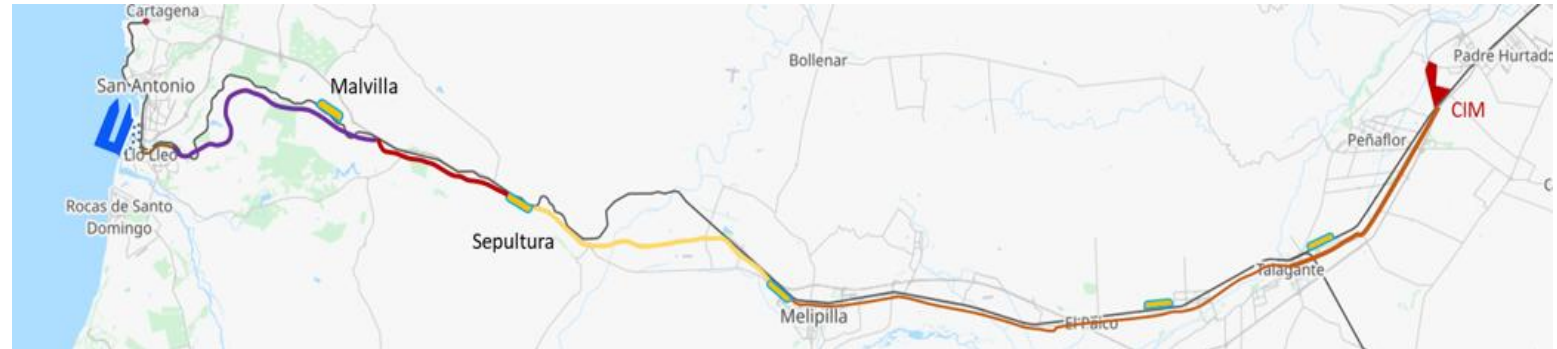 Cartagena
San Antonio
Malvilla
Bollenar
Padre Hurtado
CIM
Peñaflor
Rocas de Santo
Domingo
Sepultura
Talagante
Melipilla
El Paico